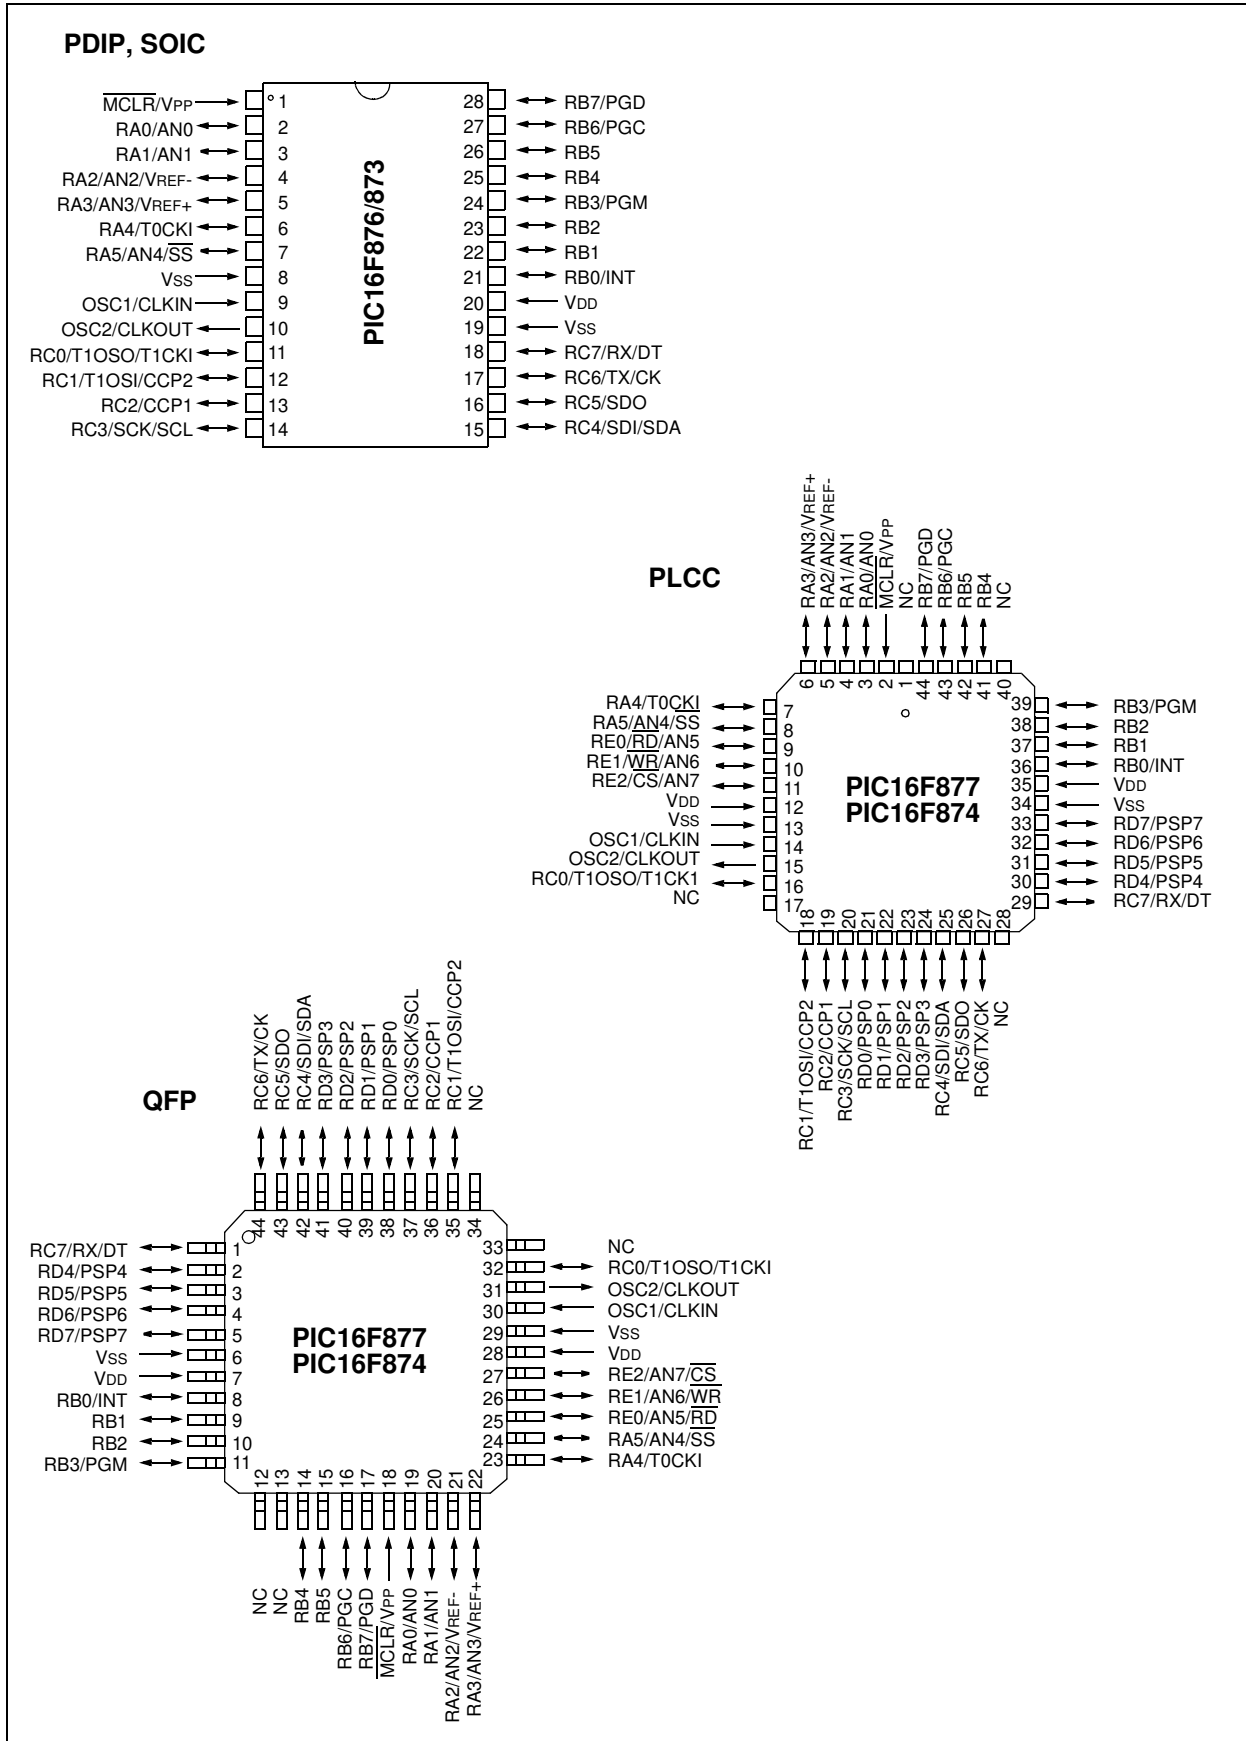 PDIP, SOIC
MCLR/VPP 1 28 RB7/PGD
RA0/AN0 2 27 RB6/PGC
RA1/AN1 3 26 RB5
RA2/AN2/VREF- 4 25 RB4
RA3/AN3/VREF+ 5 24 RB3/PGM
RA4/T0CKI 6 23 RB2
RA5/AN4/SS 7 22 RB1
VSS 8 21 RB0/INT
OSC1/CLKIN 9 20 VDD
OSC2/CLKOUT 10 19 VSS
RC0/T1OSO/T1CKI 11 18 RC7/RX/DT
RC1/T1OSI/CCP2 12 17 RC6/TX/CK
RC2/CCP1 13 16 RC5/SDO
RC3/SCK/SCL 14 15 RC4/SDI/SDA
PIC16F876/873
PLCC
RA3/AN3/VREF+
RA2/AN2/VREF-
RA1/AN1
RA0/AN0
MCLR/VPP
NC
RB7/PGD
RB6/PGC
RB5
RB4
NC
6 5 4 3 2 1 44 43 42 41 40
RA4/T0CKI 7 39 RB3/PGM
RA5/AN4/SS 8 38 RB2
RE0/RD/AN5 9 37 RB1
RE1/WR/AN6 10 36 RB0/INT
RE2/CS/AN7 11 35 VDD
VDD 12 34 VSS
VSS 13 33 RD7/PSP7
OSC1/CLKIN 14 32 RD6/PSP6
OSC2/CLKOUT 15 31 RD5/PSP5
RC0/T1OSO/T1CK1 16 30 RD4/PSP4
NC 17 29 RC7/RX/DT
PIC16F877
PIC16F874
18 19 20 21 22 23 24 25 26 27 28
RC1/T1OSI/CCP2
RC2/CCP1
RC3/SCK/SCL
RD0/PSP0
RD1/PSP1
RD2/PSP2
RD3/PSP3
RC4/SDI/SDA
RC5/SDO
RC6/TX/CK
NC
QFP
RC6/TX/CK
RC5/SDO
RC4/SDI/SDA
RD3/PSP3
RD2/PSP2
RD1/PSP1
RD0/PSP0
RC3/SCK/SCL
RC2/CCP1
RC1/T1OSI/CCP2
NC
44 43 42 41 40 39 38 37 36 35 34
RC7/RX/DT 1 33 NC
RD4/PSP4 2 32 RC0/T1OSO/T1CKI
RD5/PSP5 3 31 OSC2/CLKOUT
RD6/PSP6 4 30 OSC1/CLKIN
RD7/PSP7 5 29 VSS
VSS 6 28 VDD
VDD 7 27 RE2/AN7/CS
RB0/INT 8 26 RE1/AN6/WR
RB1 9 25 RE0/AN5/RD
RB2 10 24 RA5/AN4/SS
RB3/PGM 11 23 RA4/T0CKI
PIC16F877
PIC16F874
12 13 14 15 16 17 18 19 20 21 22
NC
NC
RB4
RB5
RB6/PGC
RB7/PGD
MCLR/VPP
RA0/AN0
RA1/AN1
RA2/AN2/VREF-
RA3/AN3/VREF+